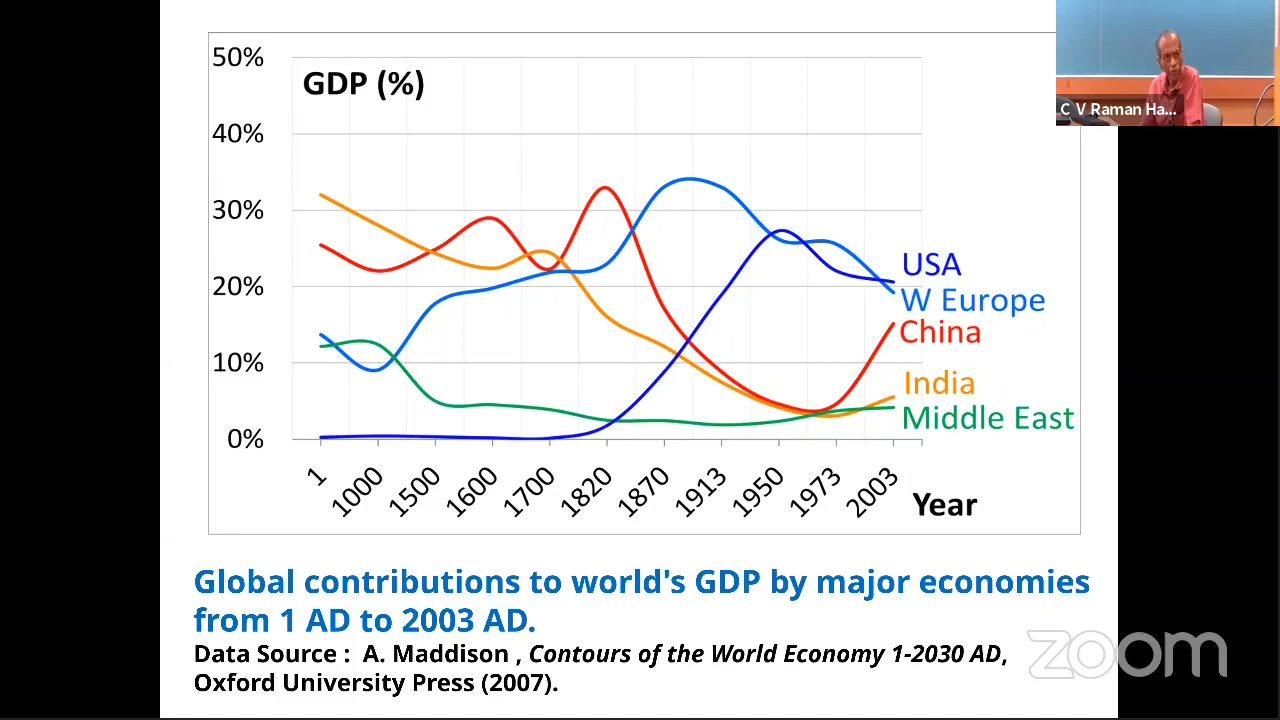 50%
GDP (%)
40%
30%
20%
10%
0%
USA
W Europe
China
India
Middle East
1
1000
1500
1600
1700
1820
1870
1913
1950
1973
2003
Year
Global contributions to world's GDP by major economies
from 1 AD to 2003 AD.
Data Source : A. Maddison , Contours of the World Economy 1-2030 AD,
Oxford University Press (2007).
C V Raman Ha...
zoom